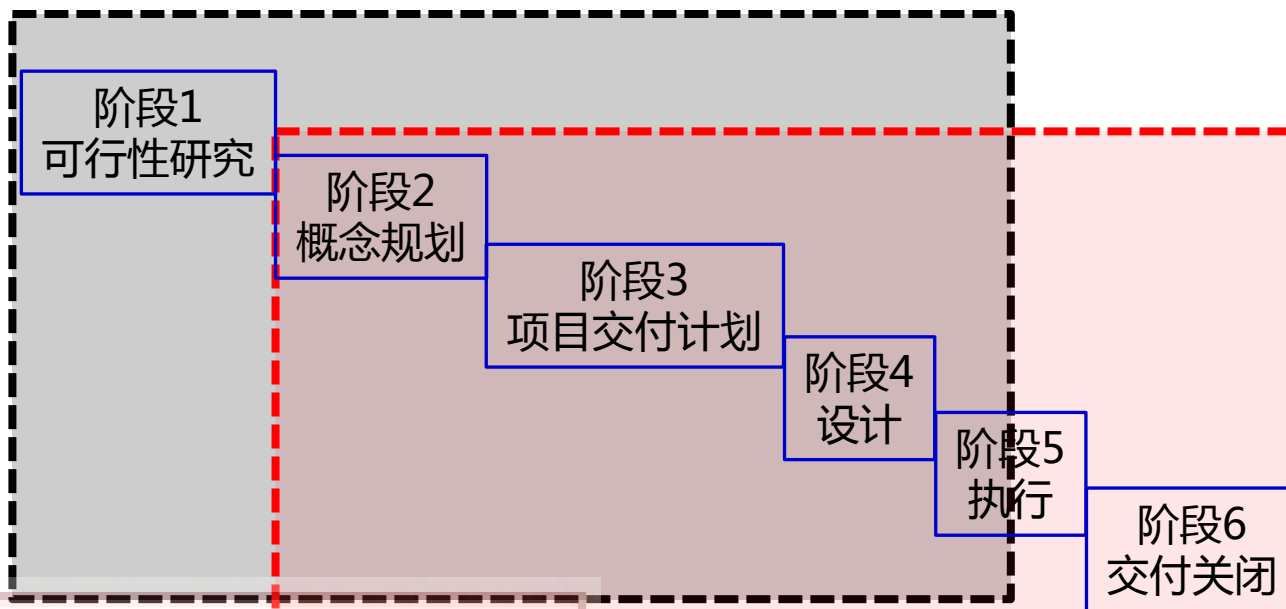 阶段1
可行性研究
阶段2
概念规划
阶段3
项目交付计划
阶段4
设计
阶段5
执行
阶段6
交付关闭